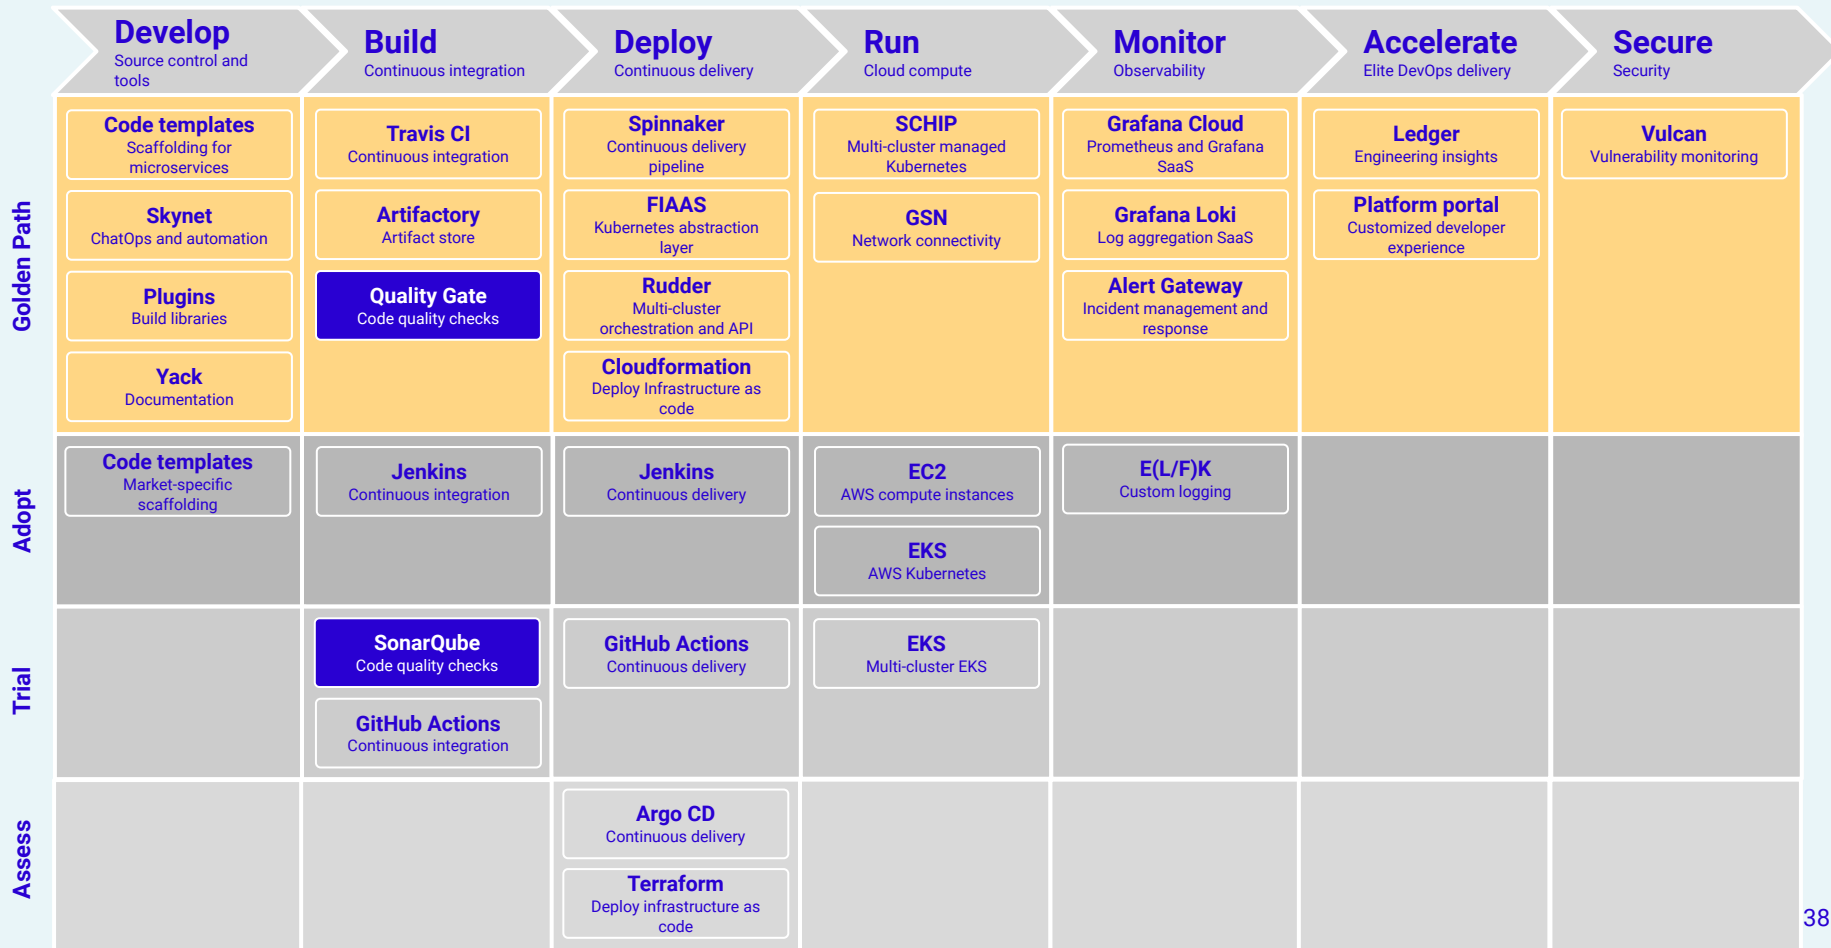 Develop
Source control and
tools
Build
Continuous integration
Deploy
Continuous delivery
Run
Cloud compute
Monitor
Observability
Accelerate
Elite DevOps delivery
Secure
Security
Golden Path
Code templates
Scaffolding for
microservices
Skynet
ChatOps and automation
Plugins
Build libraries
Yack
Documentation
Travis CI
Continuous integration
Artifactory
Artifact store
Quality Gate
Code quality checks
Spinnaker
Continuous delivery
pipeline
FIAAS
Kubernetes abstraction
layer
Rudder
Multi-cluster
orchestration and API
Cloudformation
Deploy Infrastructure as
code
SCHIP
Multi-cluster managed
Kubernetes
GSN
Network connectivity
Grafana Cloud
Prometheus and Grafana
SaaS
Grafana Loki
Log aggregation SaaS
Alert Gateway
Incident management and
response
Ledger
Engineering insights
Platform portal
Customized developer
experience
Vulcan
Vulnerability monitoring
Adopt
Code templates
Market-specific
scaffolding
Jenkins
Continuous integration
Jenkins
Continuous delivery
EC2
AWS compute instances
EKS
AWS Kubernetes
E(L/F)K
Custom logging
Trial
SonarQube
Code quality checks
GitHub Actions
Continuous integration
GitHub Actions
Continuous delivery
EKS
Multi-cluster EKS
Assess
Argo CD
Continuous delivery
Terraform
Deploy infrastructure as
code
38